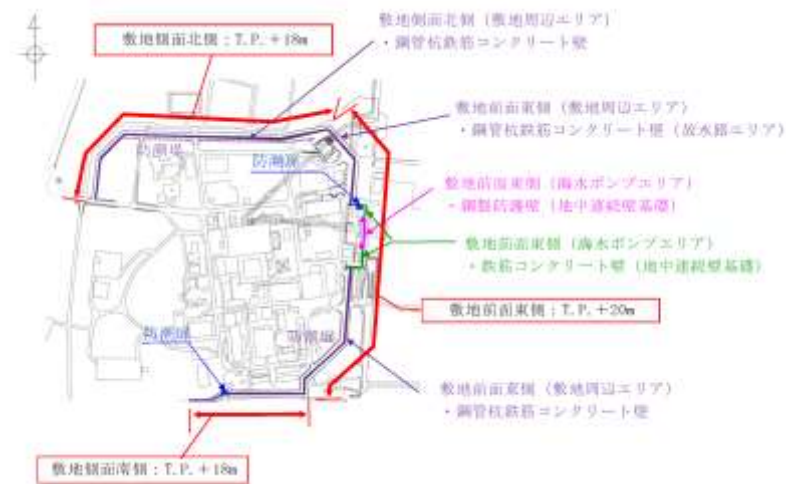 敷地側面北側：T.P.+18m
敷地側面北側（敷地周辺エリア）
・鋼管杭鉄筋コンクリート壁
敷地前面東側（敷地周辺エリア）
・鋼管杭鉄筋コンクリート壁（放水路エリア）
防潮堤
防潮扉
敷地前面東側（海水ポンプエリア）
・鋼製防護壁（地中連続壁基礎）
敷地前面東側（海水ポンプエリア）
・鉄筋コンクリート壁（地中連続壁基礎）
敷地前面東側：T.P.+20m
防潮扉
防潮堤
敷地前面東側（敷地周辺エリア）
・鋼管杭鉄筋コンクリート壁
敷地側面南側：T.P.+18m